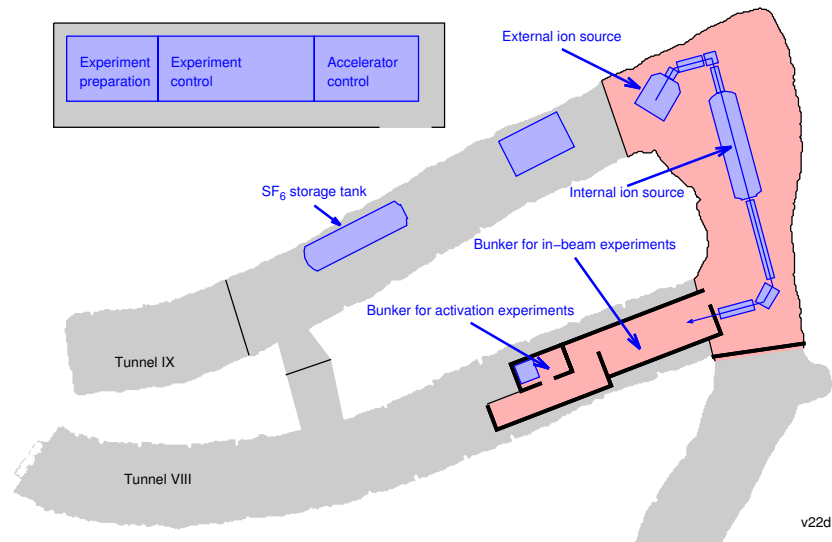 Experiment
preparation
Experiment
control
Accelerator
control
External ion source
SF6 storage tank
Internal ion source
Bunker for in−beam experiments
Bunker for activation experiments
Tunnel IX
Tunnel VIII
v22d